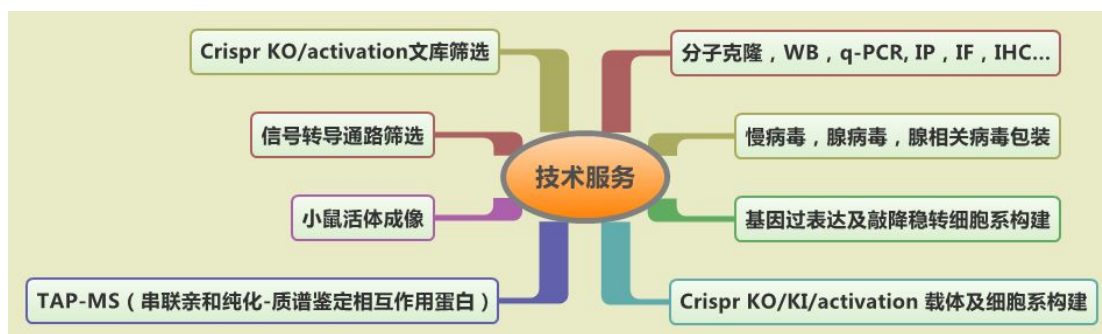 Crispr KO/activation文库筛选
分子克隆，WB，q-PCR, IP，IF，IHC...
信号转导通路筛选
慢病毒，腺病毒，腺相关病毒包装
技术服务
小鼠活体成像
基因过表达及敲降稳转细胞系构建
TAP-MS（串联亲和纯化-质谱鉴定相互作用蛋白）
Crispr KO/KI/activation 载体及细胞系构建